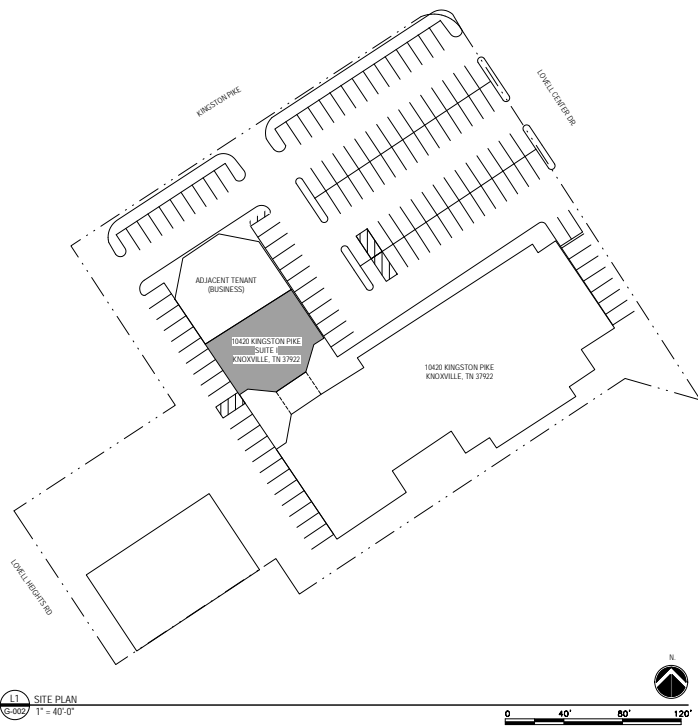 KINGSTON PIKE
LOVELL CENTER DR.
ADJACENT TENANT
(BUSINESS)
10420 KINGSTON PIKE
SUITE I
KNOXVILLE, TN 37922
10420 KINGSTON PIKE
KNOXVILLE, TN 37922
LOVELL HEIGHTS RD
N.
L1
G-002
SITE PLAN
1" = 40'-0"
0 40' 80' 120'